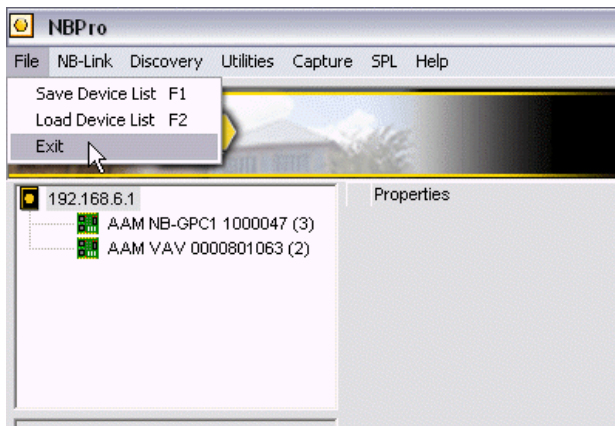 NBPro
File NB-Link Discovery Utilities Capture SPL Help
Save Device List F1
Load Device List F2
Exit
192.168.6.1
AAM NB-GPC1 1000047 (3)
AAM VAV 0000801063 (2)
Properties